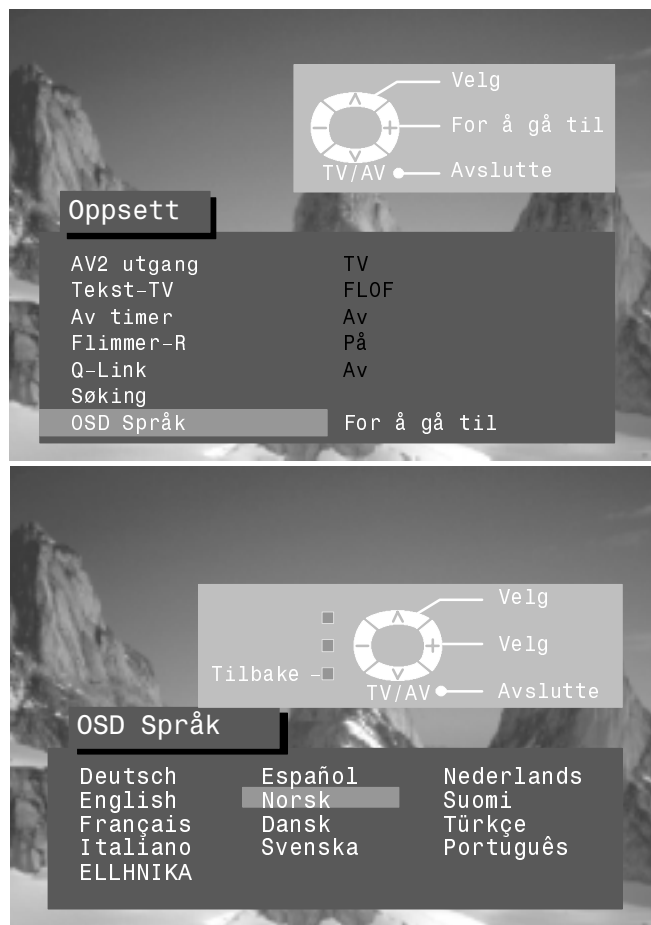 Velg
For å gå til
TV/AV Avslutte
Oppsett
AV2 utgang TV
Tekst-TV FLOF
Av timer Av
Flimmer-R På
Q-Link Av
Søking
OSD Språk For å gå til
Velg
Velg
Tilbake
TV/AV Avslutte
OSD Språk
Deutsch Español Nederlands
English Norsk Suomi
Français Dansk Türkçe
Italiano Svenska Português
ELLHNIKA